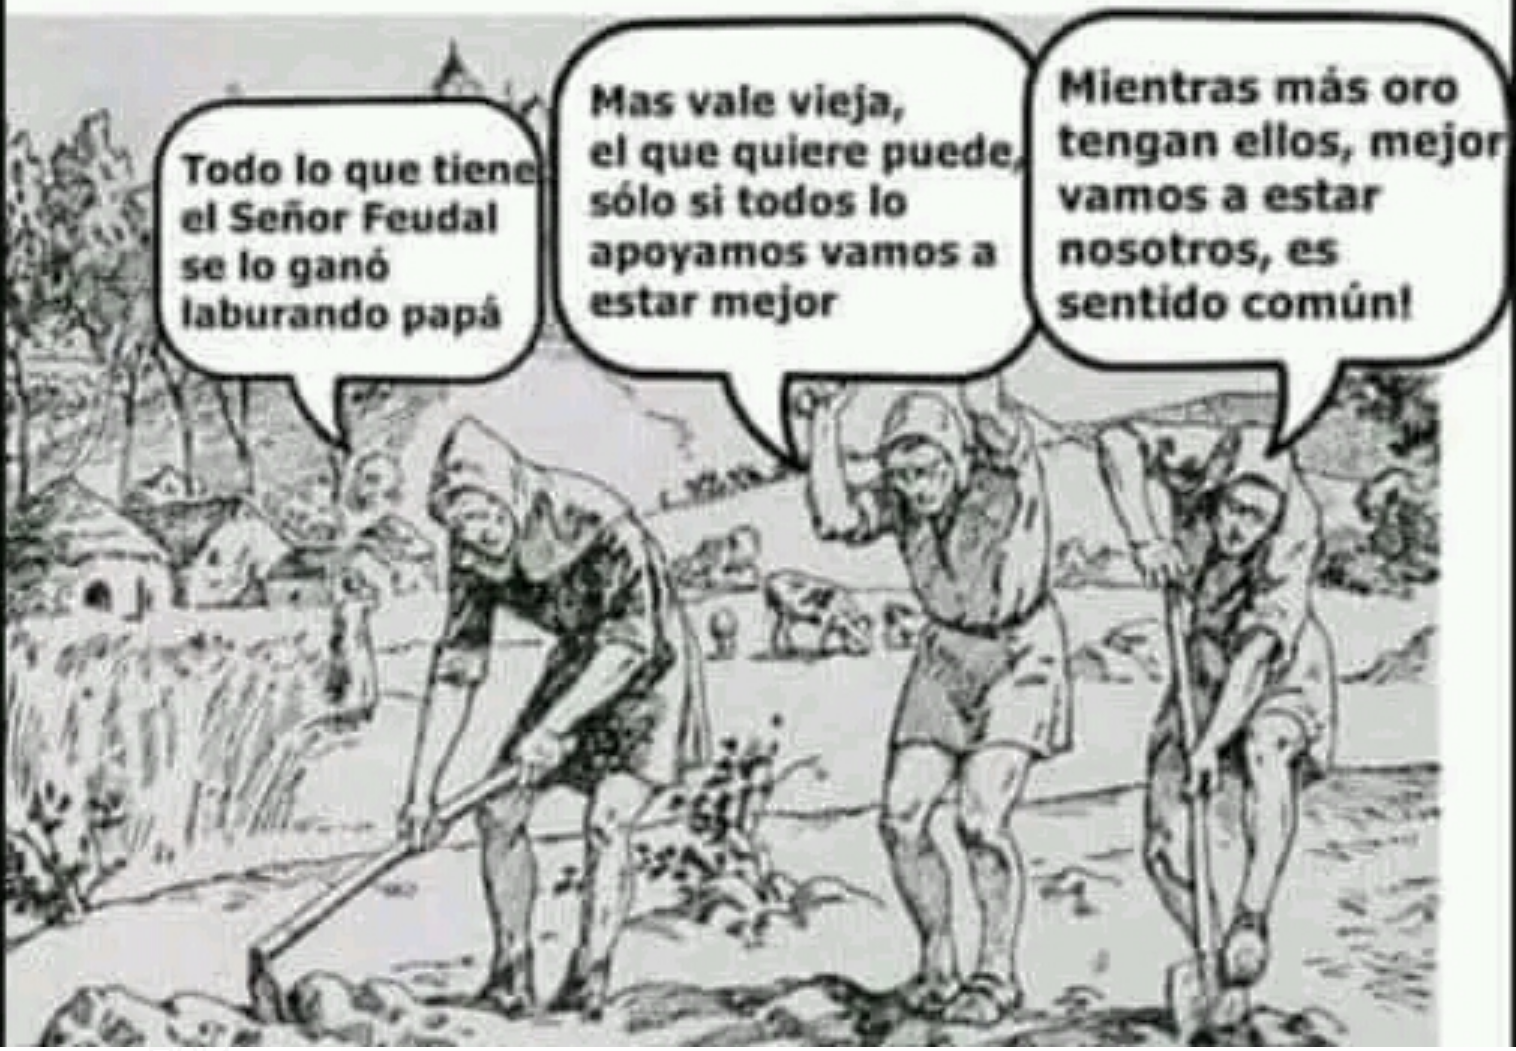 Todo lo que tiene
el Señor Feudal
se lo ganó
laburando papá
Mas vale vieja,
el que quiere puede,
sólo si todos lo
apoyamos vamos a
estar mejor
Mientras más oro
tengan ellos, mejor
vamos a estar
nosotros, es
sentido común!